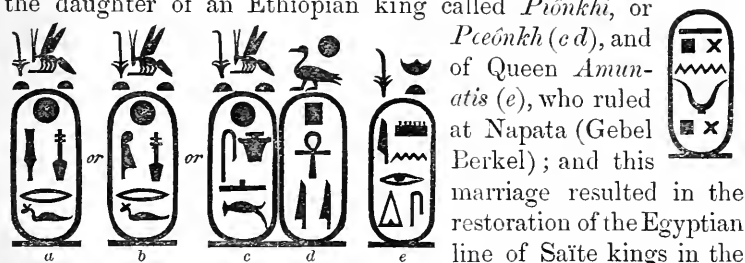 the daughter of an Ethiopian king called Piônkhi, or
Pceônkh (c d), and
of Queen Amun-
atis (e), who ruled
at Napata (Gebel
Berkel); and this
marriage resulted in the
restoration of the Egyptian
line of Saïte kings in the
or or
a b c d e